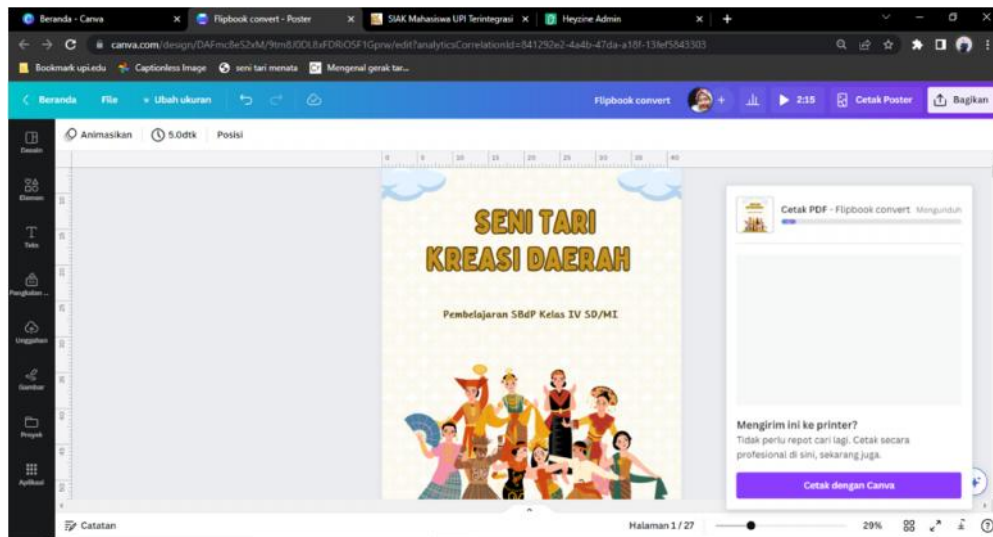 Beranda - Canva
Flipbook convert - Poster
SIAK Mahasiswa UPI Terintegrasi
Heyzine Admin
Bookmark upi.edu
Captionless Image
seni tari menata
Mengenal gerak tar...
Beranda
File
Ubah ukuran
Flipbook convert
2:15
Cetak Poster
Bagikan
Animasikan
5.0dtk
Posisi
Desain
Elemen
Teks
Unggahan
Gambar
Proyek
Aplikasi
SENI TARI
KREASI DAERAH
Pembelajaran SBdP Kelas IV SD/MI
Cetak PDF - Flipbook convert Mengunduh
Mengirim ini ke printer?
Tidak perlu repot cari lagi. Cetak secara
profesional di sini, sekarang juga.
Cetak dengan Canva
Catatan
Halaman 1 / 27
29%